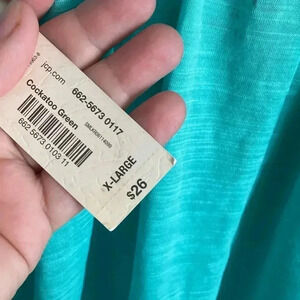 jcp.com
662-5673 0117
Cockatoo Green
662 5673 0103 11
X-LARGE
$26